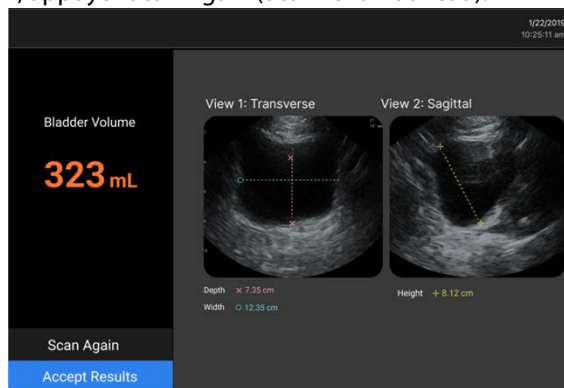 1/22/2019
10:25:11 am
View 1: Transverse
View 2: Sagittal
Bladder Volume
323 mL
Depth × 7.35 cm
Width ○ 12.35 cm
Height + 8.12 cm
Scan Again
Accept Results